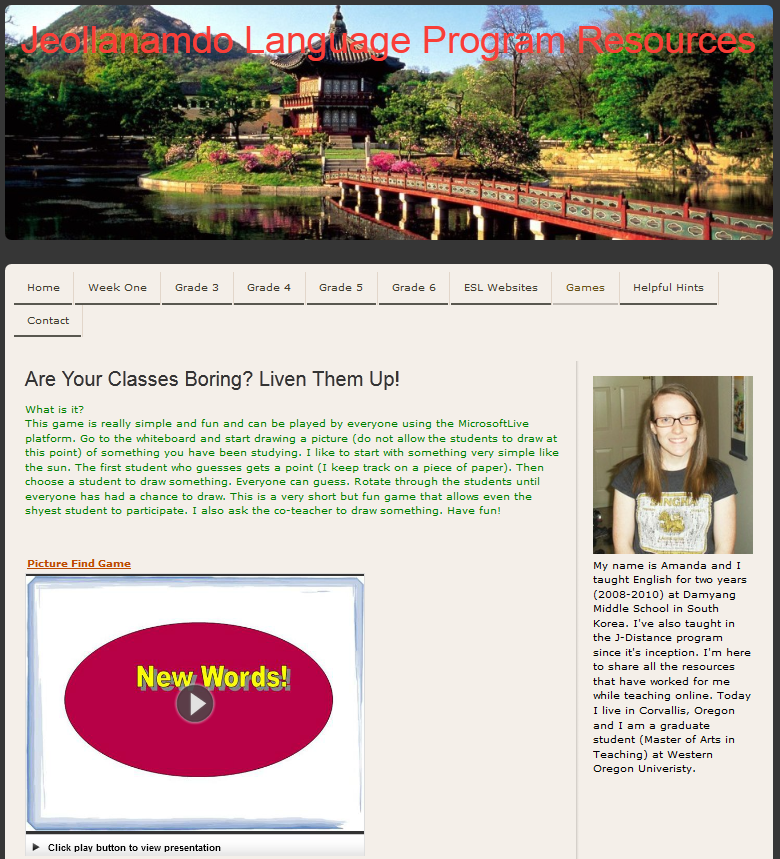 Jeollanamdo Language Program Resources
Home
Week One
Grade 3
Grade 4
Grade 5
Grade 6
ESL Websites
Games
Helpful Hints
Contact
Are Your Classes Boring? Liven Them Up!
What is it?
This game is really simple and fun and can be played by everyone using the MicrosoftLive
platform. Go to the whiteboard and start drawing a picture (do not allow the students to draw at
this point) of something you have been studying. I like to start with something very simple like
the sun. The first student who guesses gets a point (I keep track on a piece of paper). Then
choose a student to draw something. Everyone can guess. Rotate through the students until
everyone has had a chance to draw. This is a very short but fun game that allows even the
shyest student to participate. I also ask the co-teacher to draw something. Have fun!
Picture Find Game
New Words!
Click play button to view presentation
My name is Amanda and I
taught English for two years
(2008-2010) at Damyang
Middle School in South
Korea. I've also taught in
the J-Distance program
since it's inception. I'm here
to share all the resources
that have worked for me
while teaching online. Today
I live in Corvallis, Oregon
and I am a graduate
student (Master of Arts in
Teaching) at Western
Oregon Univeristy.